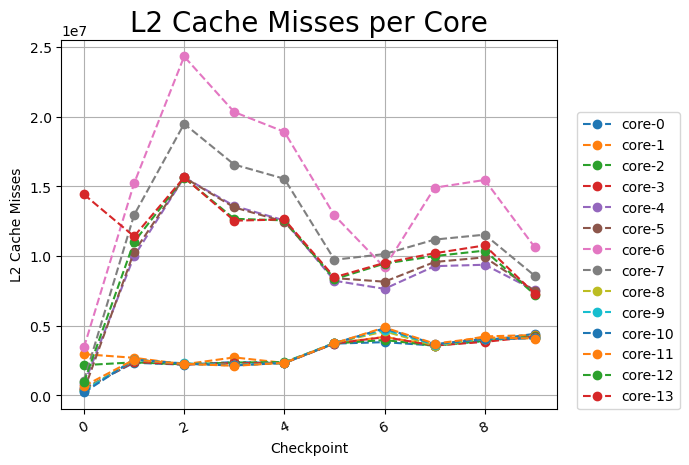 L2 Cache Misses per Core
1e7
2.5
2.0
1.5
1.0
0.5
0.0
L2 Cache Misses
0 2 4 6 8
Checkpoint
core-0
core-1
core-2
core-3
core-4
core-5
core-6
core-7
core-8
core-9
core-10
core-11
core-12
core-13